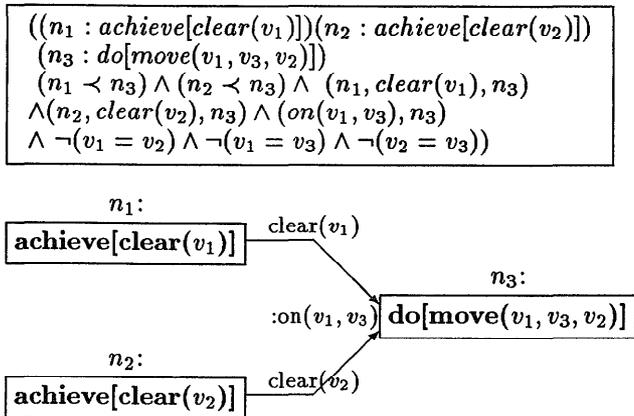 ((n₁ : achieve[clear(v₁)])(n₂ : achieve[clear(v₂)])
(n₃ : do[move(v₁, v₃, v₂)])
(n₁ ≺ n₃) ∧ (n₂ ≺ n₃) ∧ (n₁, clear(v₁), n₃)
∧(n₂, clear(v₂), n₃) ∧ (on(v₁, v₃), n₃)
∧ ¬(v₁ = v₂) ∧ ¬(v₁ = v₃) ∧ ¬(v₂ = v₃))
n₁:
achieve[clear(v₁)]
clear(v₁)
n₃:
:on(v₁, v₃)
do[move(v₁, v₃, v₂)]
n₂:
achieve[clear(v₂)]
clear(v₂)